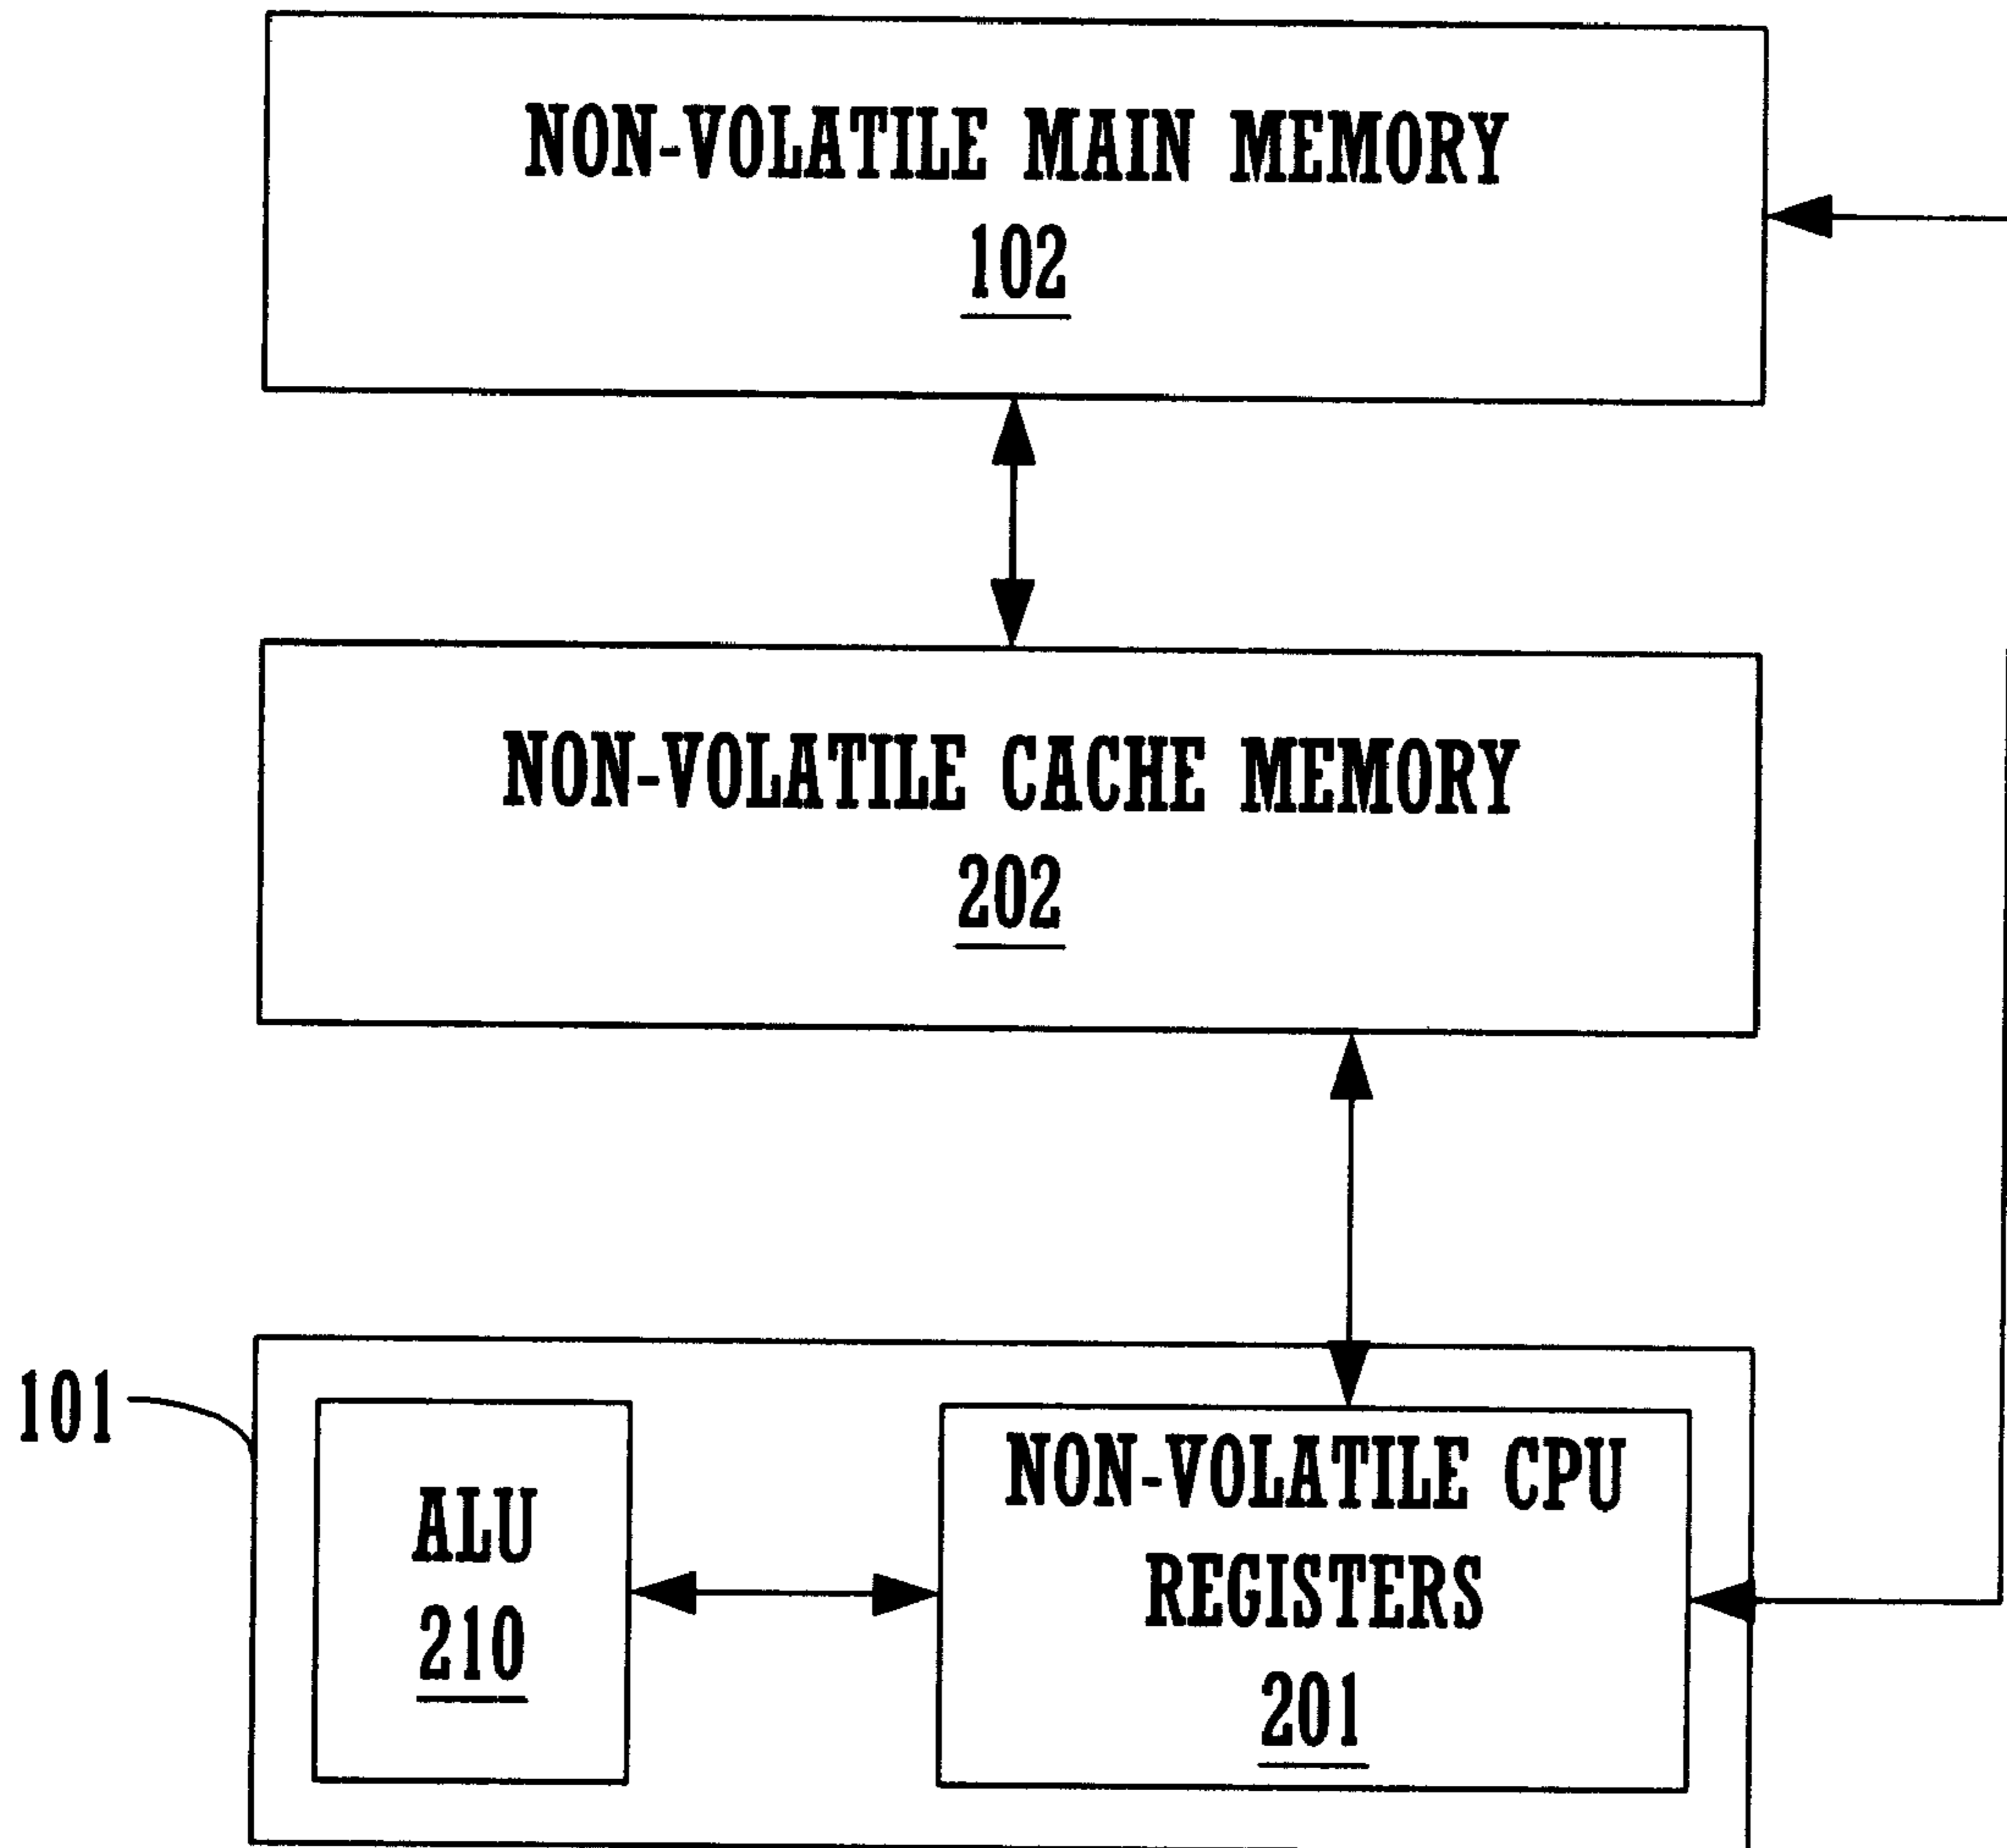 NON-VOLATILE MAIN MEMORY
102
NON-VOLATILE CACHE MEMORY
202
101
ALU
210
NON-VOLATILE CPU
REGISTERS
201